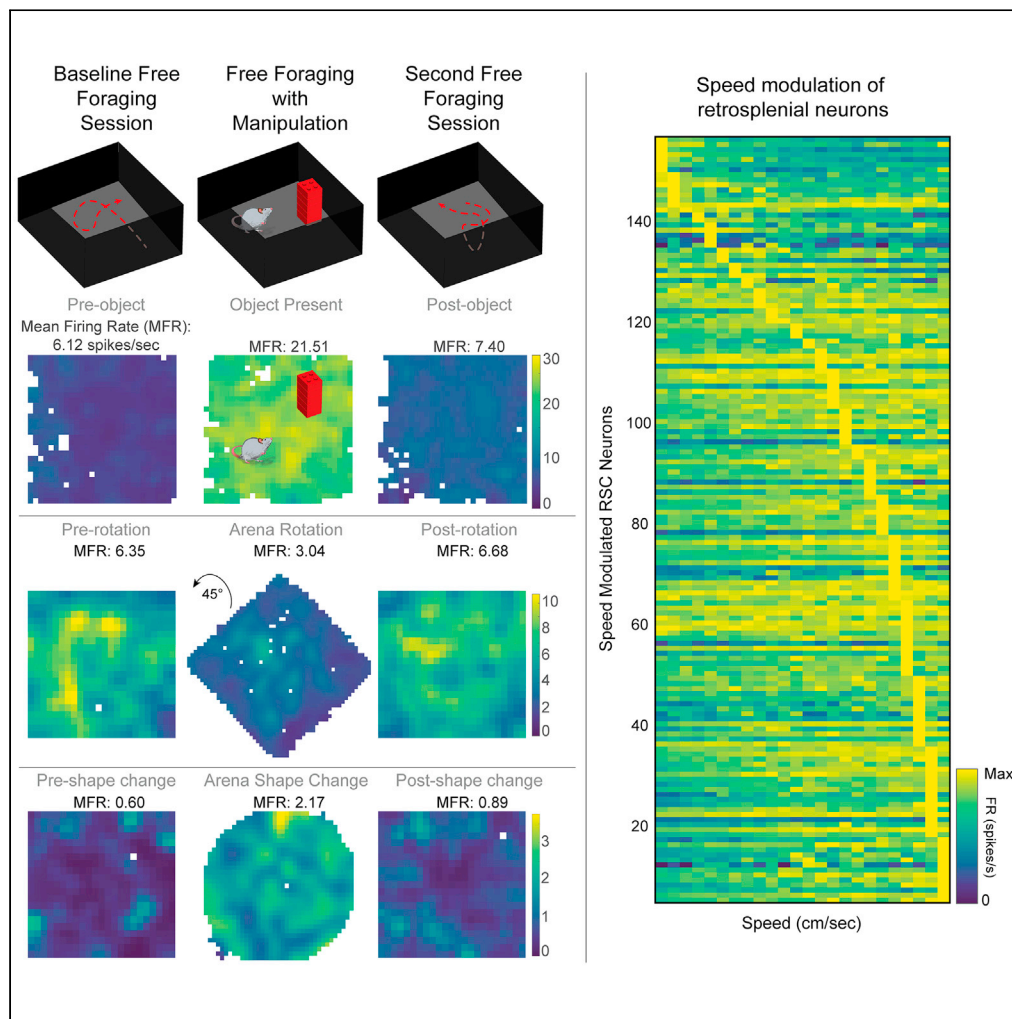 Baseline Free
Foraging
Session
Free Foraging
with
Manipulation
Second Free
Foraging
Session
Pre-object
Object Present
Post-object
Mean Firing Rate (MFR):
6.12 spikes/sec
MFR: 21.51
MFR: 7.40
30
20
10
0
Pre-rotation
Arena Rotation
Post-rotation
MFR: 6.35
MFR: 3.04
MFR: 6.68
45°
10
8
6
4
2
0
Pre-shape change
Arena Shape Change
Post-shape change
MFR: 0.60
MFR: 2.17
MFR: 0.89
3
2
1
0
Speed modulation of
retrosplenial neurons
Speed Modulated RSC Neurons
140
120
100
80
60
40
20
Speed (cm/sec)
Max
FR (spikes/s)
0